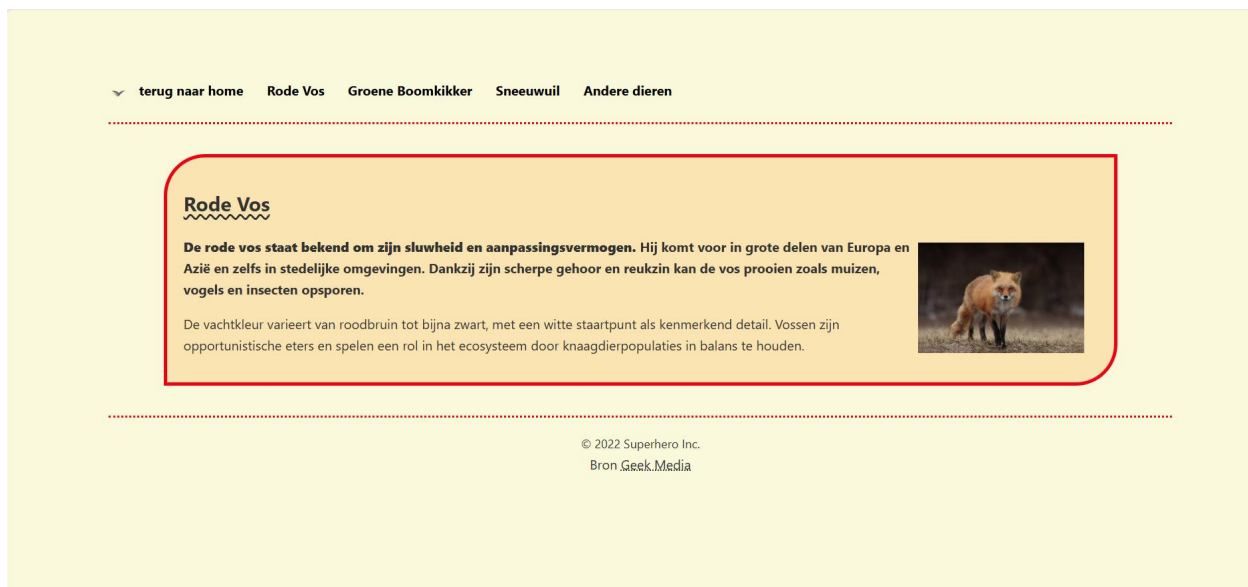 terug naar home Rode Vos Groene Boomkikker Sneeuwuil Andere dieren
Rode Vos
De rode vos staat bekend om zijn sluwheid en aanpassingsvermogen. Hij komt voor in grote delen van Europa en
Azië en zelfs in stedelijke omgevingen. Dankzij zijn scherpe gehoor en reukzin kan de vos prooien zoals muizen,
vogels en insecten opsporen.
De vachtkleur varieert van roodbruin tot bijna zwart, met een witte staartpunt als kenmerkend detail. Vossen zijn
opportunistische eters en spelen een rol in het ecosysteem door knaagdierpopulaties in balans te houden.
© 2022 Superhero Inc.
Bron Geek Media